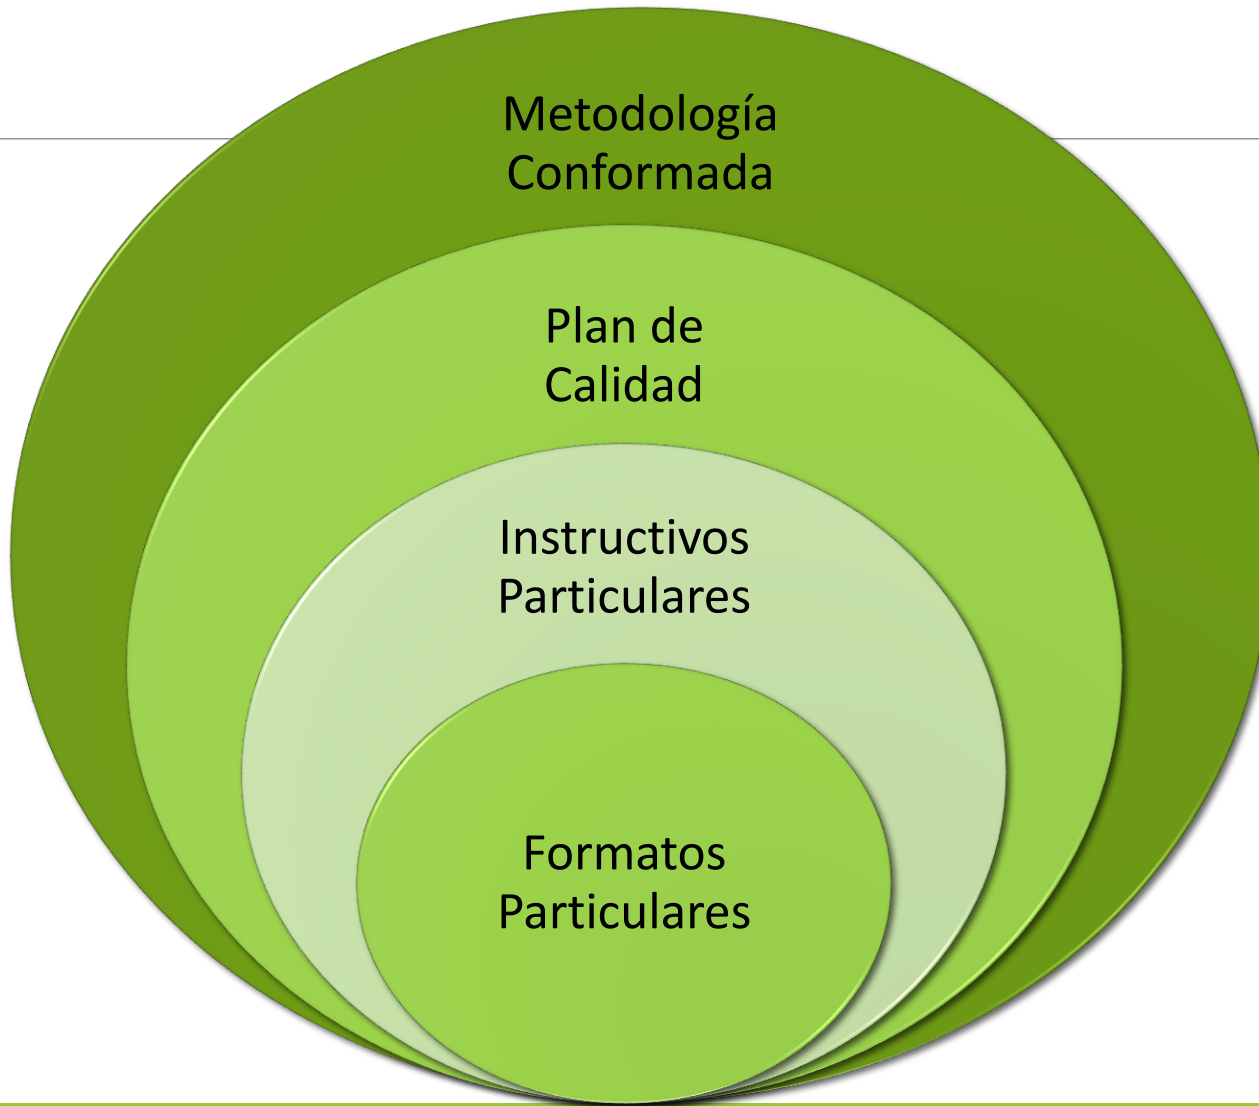 Metodología
Conformada
Plan de
Calidad
Instructivos
Particulares
Formatos
Particulares